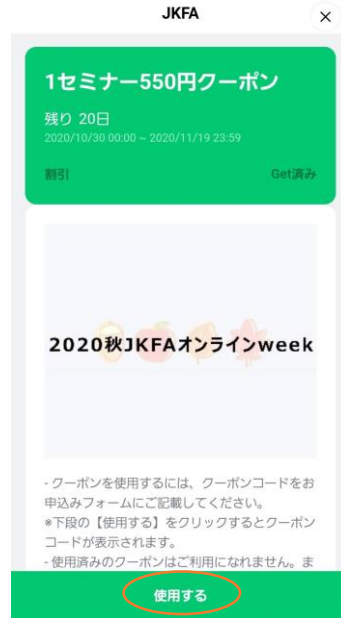 JKFA
×
1セミナー550円クーポン
残り 20日
2020/10/30 00:00 ~ 2020/11/19 23:59
割引 Get済み
2020秋JKFAオンラインweek
- クーポンを使用するには、クーポンコードをお
申込みフォームにご記載してください。
*下段の【使用する】をクリックするとクーポン
コードが表示されます。
- 使用済みのクーポンはご利用になれません。ま
使用する